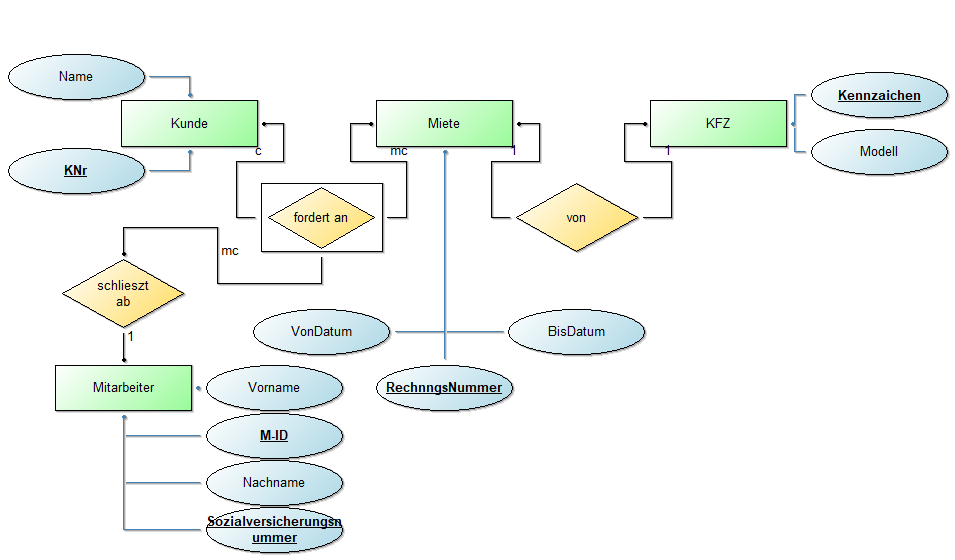 Name
Kennzaichen
Kunde
Miete
KFZ
c
mc
1
1
Modell
KNr
fordert an
von
mc
schlieszt
ab
1
VonDatum
BisDatum
Mitarbeiter
Vorname
RechnngsNummer
M-ID
Nachname
Sozialversicherungsn
ummer